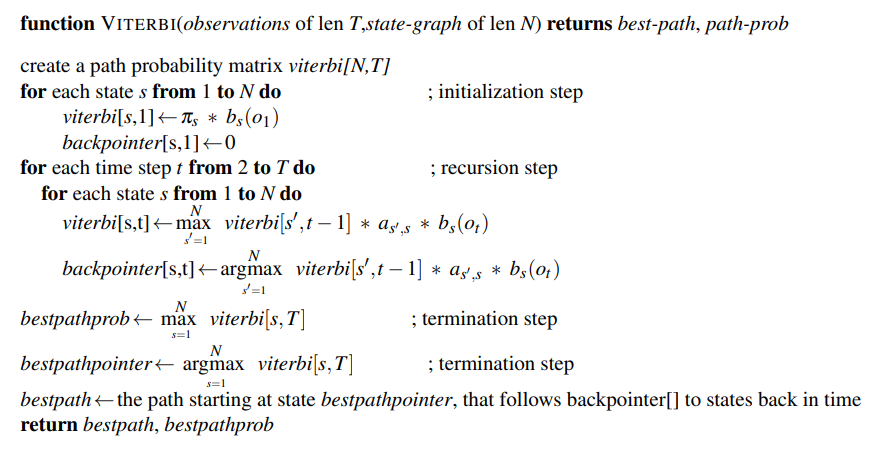 function VITERBI(observations of len T,state-graph of len N) returns best-path, path-prob
create a path probability matrix viterbi[N,T]
for each state s from 1 to N do ; initialization step
viterbi[s,1]←π_s ∗ b_s(o_1)
backpointer[s,1]←0
for each time step t from 2 to T do ; recursion step
for each state s from 1 to N do
viterbi[s,t]←max_{s'=1}^{N} viterbi[s',t−1] ∗ a_{s',s} ∗ b_s(o_t)
backpointer[s,t]←argmax_{s'=1}^{N} viterbi[s',t−1] ∗ a_{s',s} ∗ b_s(o_t)
bestpathprob←max_{s=1}^{N} viterbi[s,T] ; termination step
bestpathpointer←argmax_{s=1}^{N} viterbi[s,T] ; termination step
bestpath←the path starting at state bestpathpointer, that follows backpointer[] to states back in time
return bestpath, bestpathprob